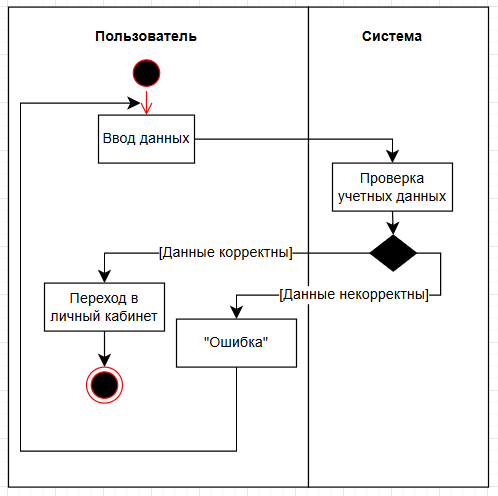 Пользователь
Система
Ввод данных
Проверка
учетных данных
[Данные корректны]
Переход в
личный кабинет
[Данные некорректны]
"Ошибка"